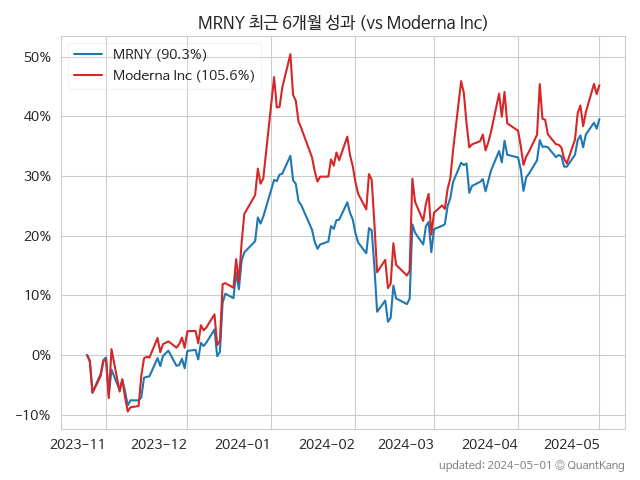 MRNY 최근 6개월 성과 (vs Moderna Inc)
MRNY (90.3%)
Moderna Inc (105.6%)
50%
40%
30%
20%
10%
0%
−10%
2023−11 2023−12 2024−01 2024−02 2024−03 2024−04 2024−05
updated: 2024-05-01 © QuantKang